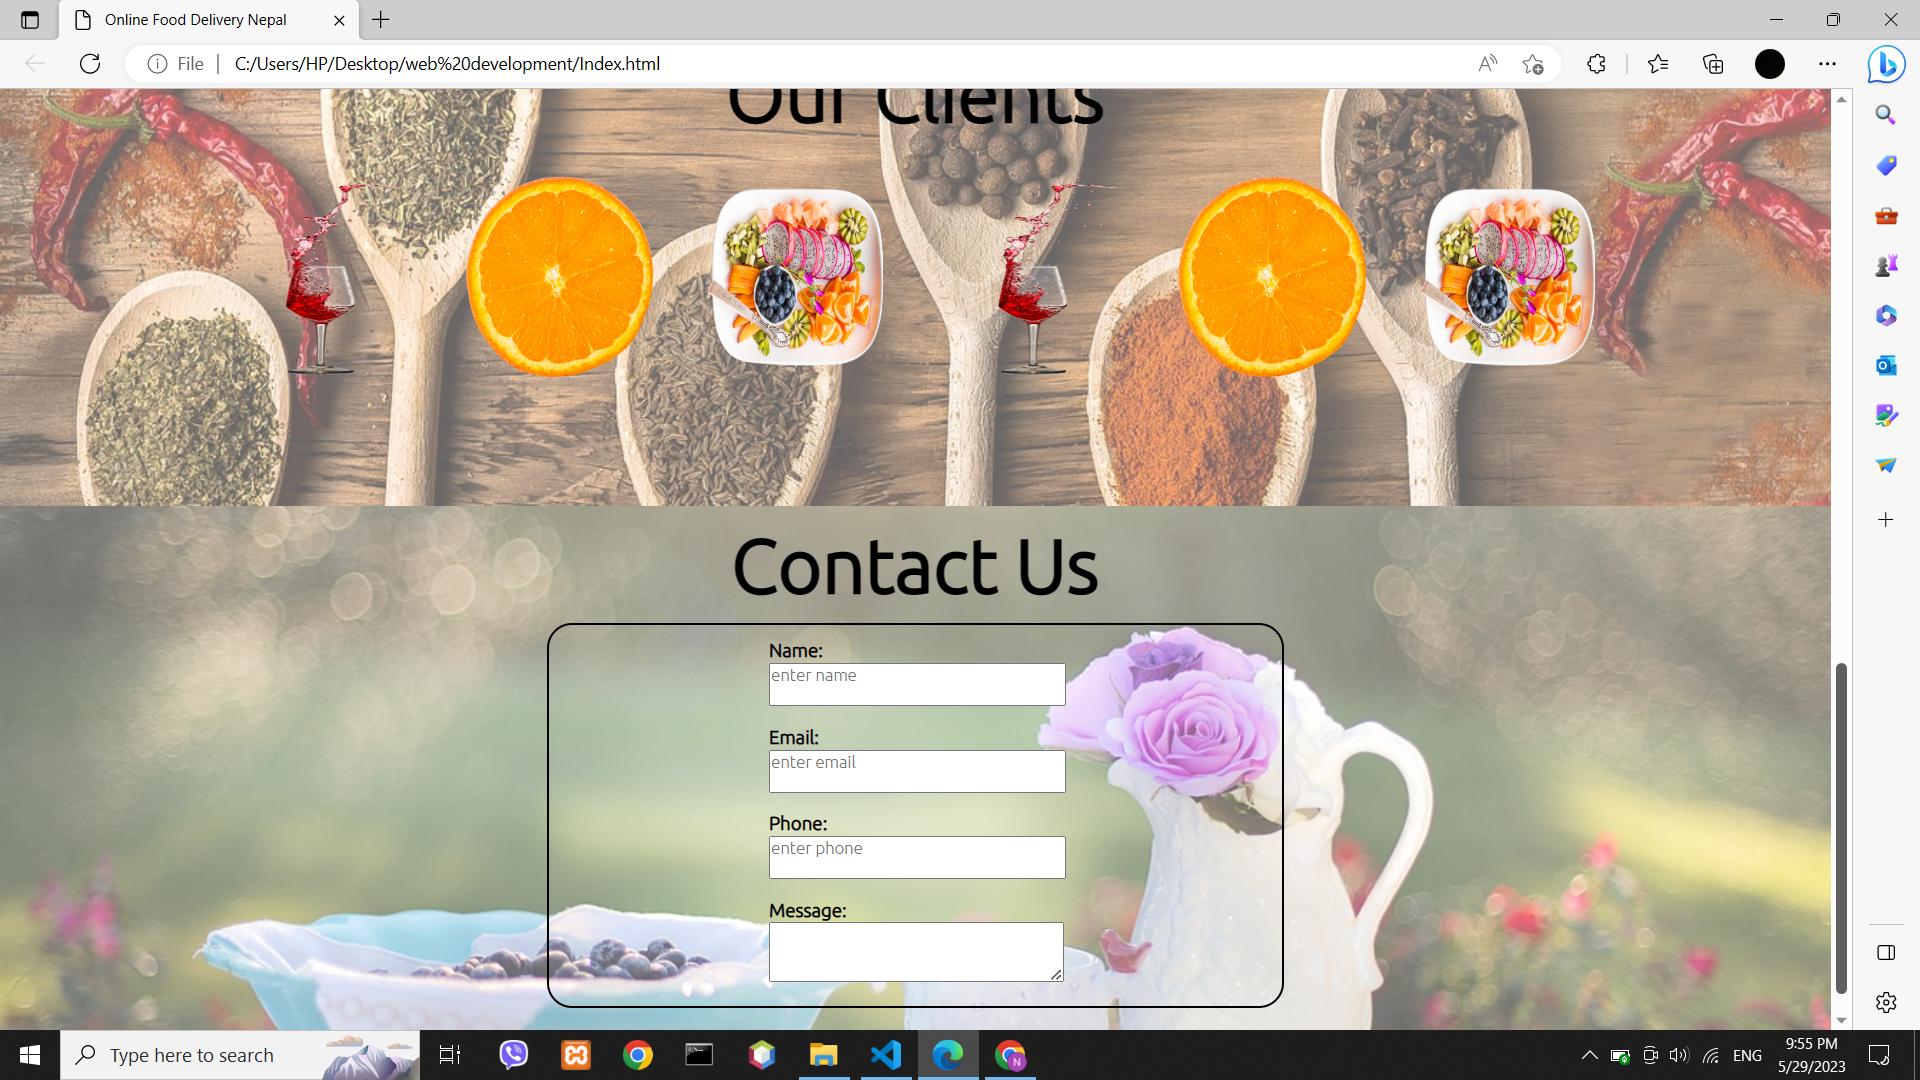 Online Food Delivery Nepal
File
C:/Users/HP/Desktop/web%20development/Index.html
Our Clients
Contact Us
Name:
enter name
Email:
enter email
Phone:
enter phone
Message:
Type here to search
N
ENG
9:55 PM
5/29/2023